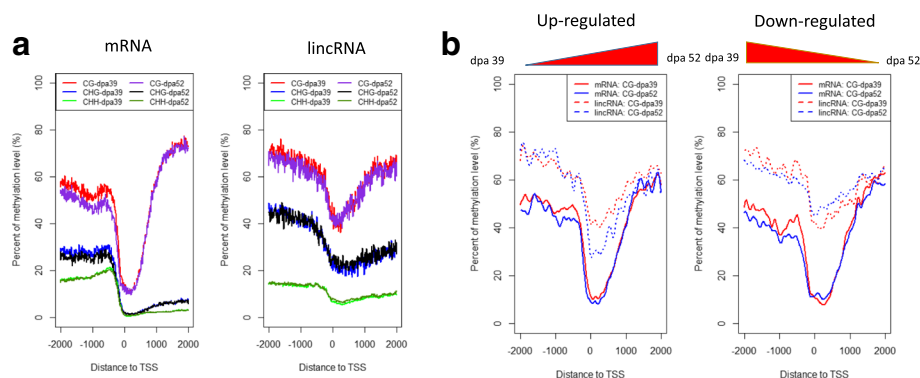 a
mRNA
lincRNA
CG-dpa39 CG-dpa52
CHG-dpa39 CHG-dpa52
CHH-dpa39 CHH-dpa52
CG-dpa39 CG-dpa52
CHG-dpa39 CHG-dpa52
CHH-dpa39 CHH-dpa52
Percent of methylation level (%)
100
80
60
40
20
0
-2000 -1000 0 1000 2000
Distance to TSS
Percent of methylation level (%)
100
80
60
40
20
0
-2000 -1000 0 1000 2000
Distance to TSS
b
Up-regulated
Down-regulated
dpa 39
dpa 52
dpa 39
dpa 52
mRNA: CG-dpa39
mRNA: CG-dpa52
lincRNA: CG-dpa39
lincRNA: CG-dpa52
Percent of methylation level (%)
100
80
60
40
20
0
-2000 -1000 0 1000 2000
Distance to TSS
mRNA: CG-dpa39
mRNA: CG-dpa52
lincRNA: CG-dpa39
lincRNA: CG-dpa52
Percent of methylation level (%)
100
80
60
40
20
0
-2000 -1000 0 1000 2000
Distance to TSS